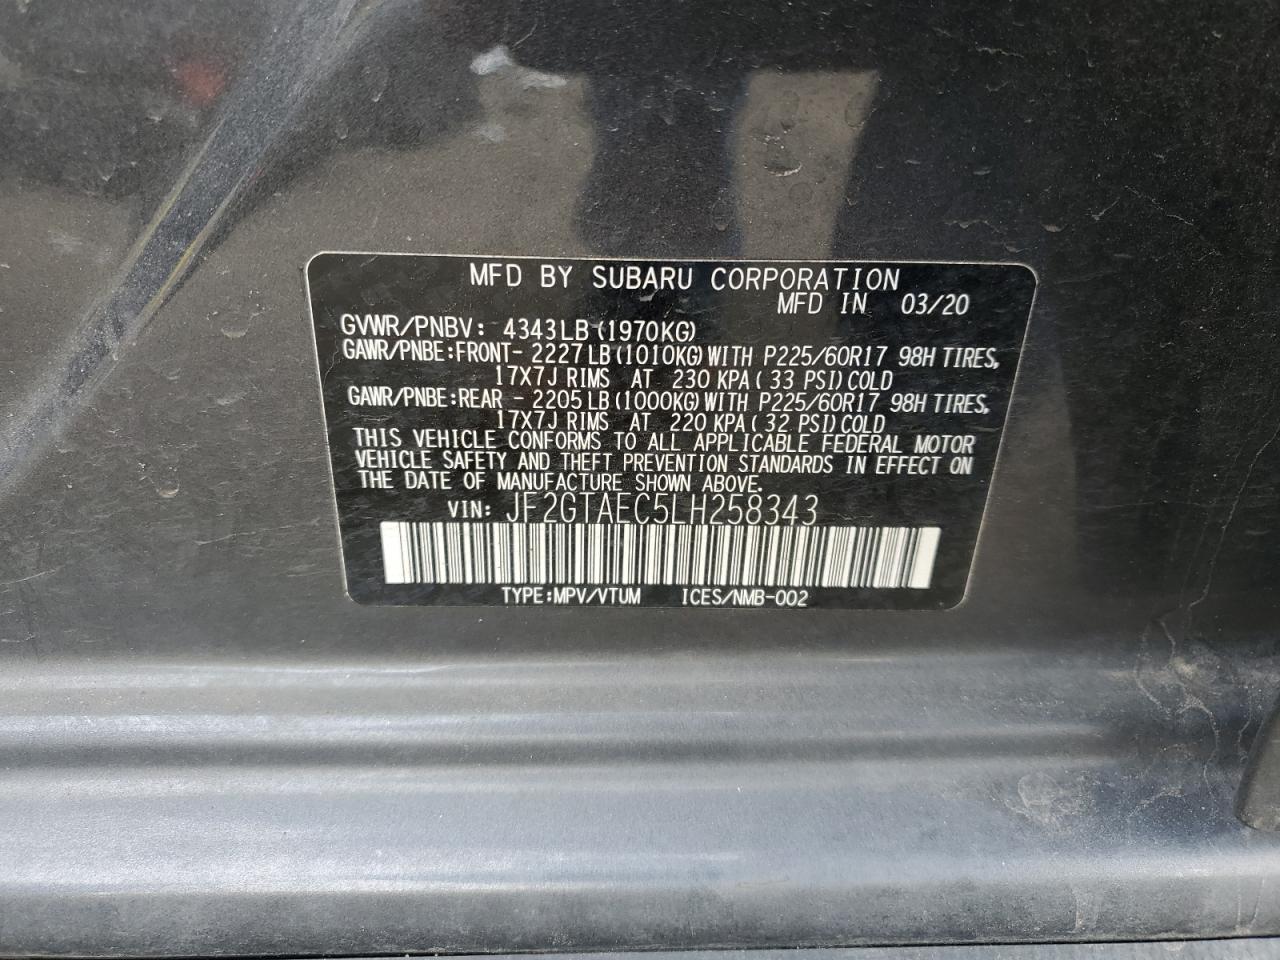 MFD BY SUBARU CORPORATION
MFD IN 03/20
GVWR/PNBV: 4343LB(1970KG)
GAWR/PNBE:FRONT- 2227LB(1010KG)WITH P225/60R17 98H TIRES,
17X7J RIMS AT 230 KPA(33 PSI)COLD
GAWR/PNBE:REAR - 2205LB(1000KG)WITH P225/60R17 98H TIRES,
17X7J RIMS AT 220 KPA(32 PSI)COLD
THIS VEHICLE CONFORMS TO ALL APPLICABLE FEDERAL MOTOR
VEHICLE SAFETY AND THEFT PREVENTION STANDARDS IN EFFECT ON
THE DATE OF MANUFACTURE SHOWN ABOVE.
VIN: JF2GTAEC5LH258343
TYPE:MPV/VTUM ICES/NMB-002